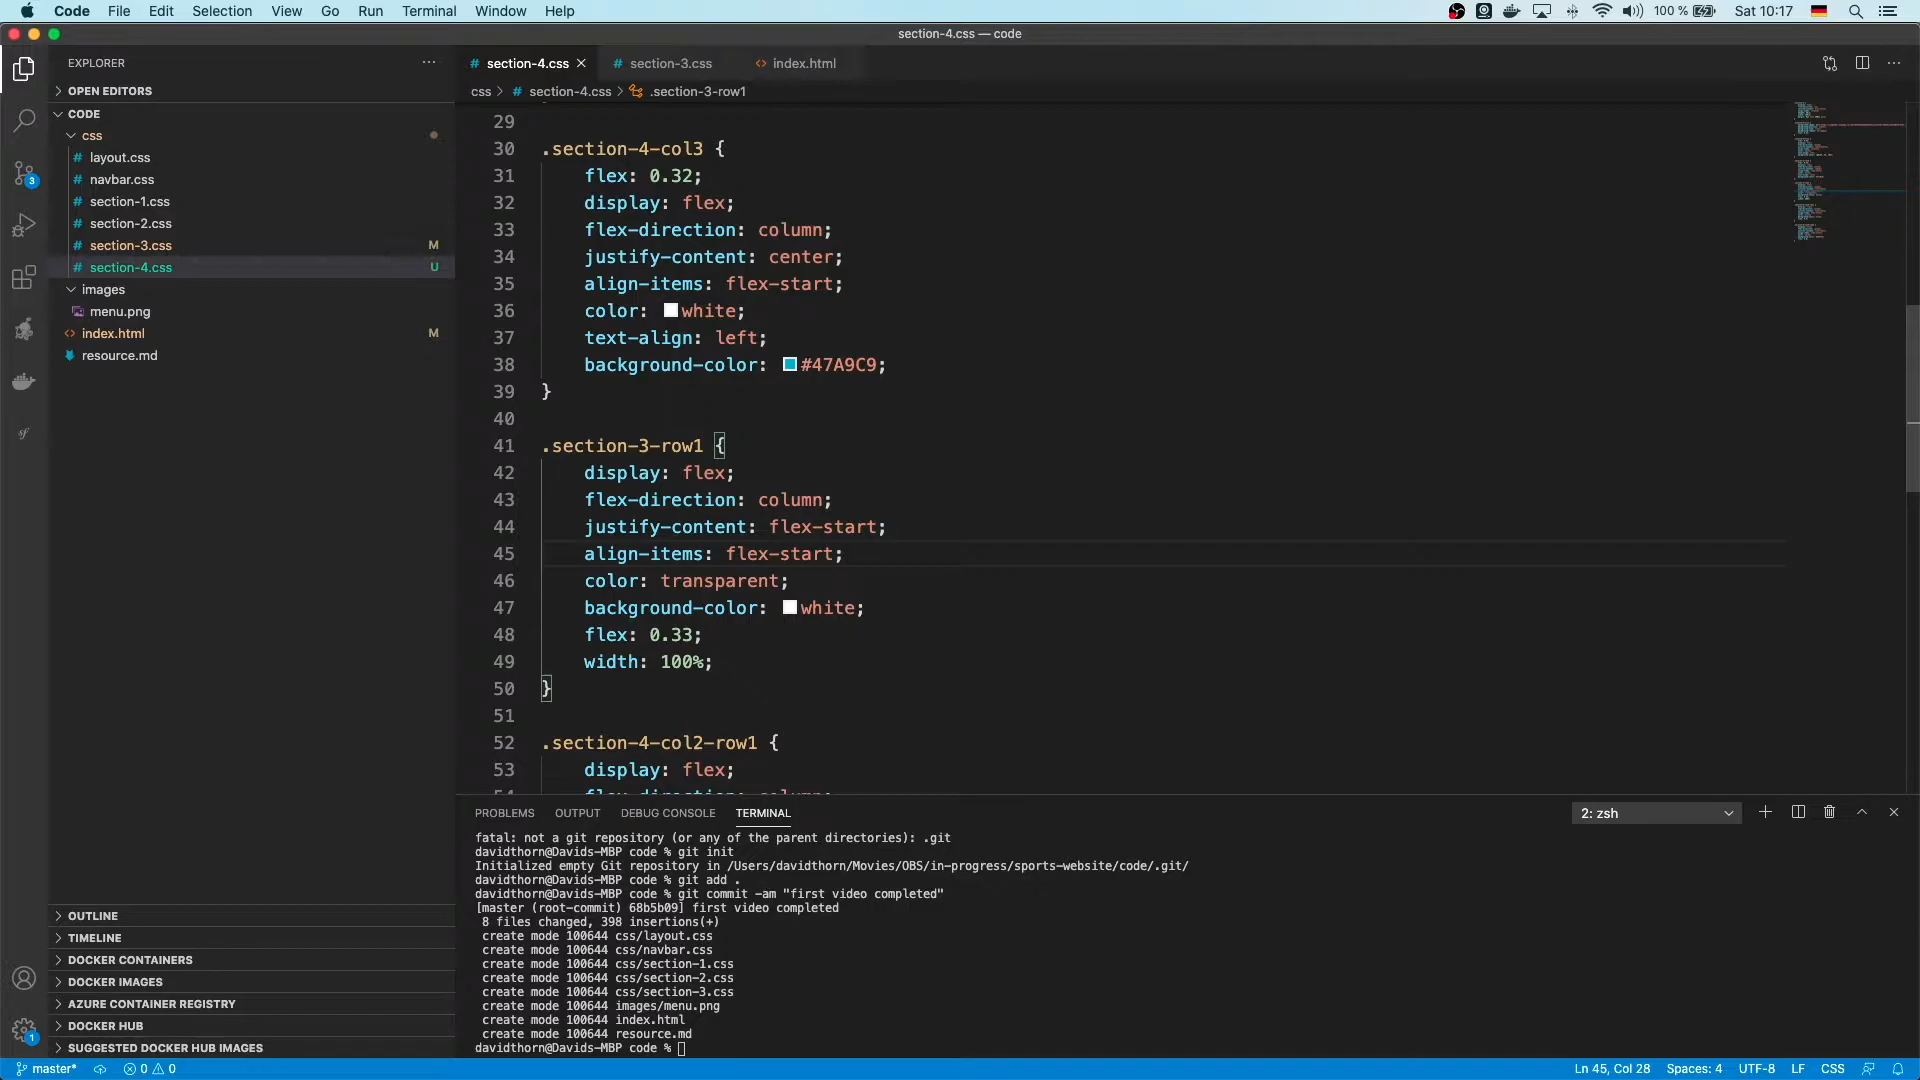 Code File Edit Selection View Go Run Terminal Window Help 100 % Sat 10:17
section-4.css — code
EXPLORER
OPEN EDITORS
CODE
css
layout.css
navbar.css
section-1.css
section-2.css
section-3.css M
section-4.css U
images
menu.png
index.html M
resource.md
3
OUTLINE
TIMELINE
DOCKER CONTAINERS
DOCKER IMAGES
AZURE CONTAINER REGISTRY
DOCKER HUB
SUGGESTED DOCKER HUB IMAGES
1
# section-4.css # section-3.css <> index.html
css > # section-4.css > .section-3-row1
29
30 .section-4-col3 {
31 flex: 0.32;
32 display: flex;
33 flex-direction: column;
34 justify-content: center;
35 align-items: flex-start;
36 color: white;
37 text-align: left;
38 background-color: #47A9C9;
39 }
40
41 .section-3-row1 {
42 display: flex;
43 flex-direction: column;
44 justify-content: flex-start;
45 align-items: flex-start;
46 color: transparent;
47 background-color: white;
48 flex: 0.33;
49 width: 100%;
50 }
51
52 .section-4-col2-row1 {
53 display: flex;
PROBLEMS OUTPUT DEBUG CONSOLE TERMINAL 2: zsh
fatal: not a git repository (or any of the parent directories): .git
davidthorn@Davids-MBP code % git init
Initialized empty Git repository in /Users/davidthorn/Movies/OBS/in-progress/sports-website/code/.git/
davidthorn@Davids-MBP code % git add .
davidthorn@Davids-MBP code % git commit -am "first video completed"
[master (root-commit) 68b5b09] first video completed
8 files changed, 398 insertions(+)
create mode 100644 css/layout.css
create mode 100644 css/navbar.css
create mode 100644 css/section-1.css
create mode 100644 css/section-2.css
create mode 100644 css/section-3.css
create mode 100644 images/menu.png
create mode 100644 index.html
create mode 100644 resource.md
davidthorn@Davids-MBP code %
master* 0 0 Ln 45, Col 28 Spaces: 4 UTF-8 LF CSS